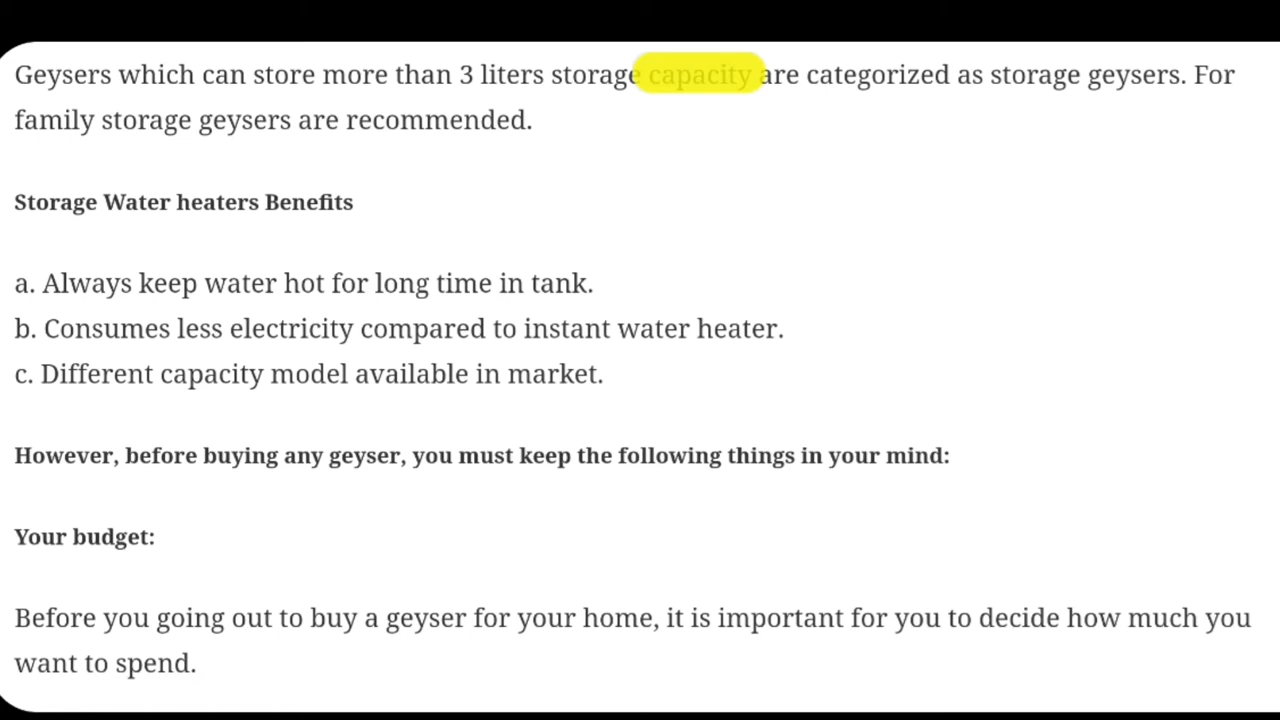 Geysers which can store more than 3 liters storage capacity are categorized as storage geysers. For
family storage geysers are recommended.
Storage Water heaters Benefits
a. Always keep water hot for long time in tank.
b. Consumes less electricity compared to instant water heater.
c. Different capacity model available in market.
However, before buying any geyser, you must keep the following things in your mind:
Your budget:
Before you going out to buy a geyser for your home, it is important for you to decide how much you
want to spend.